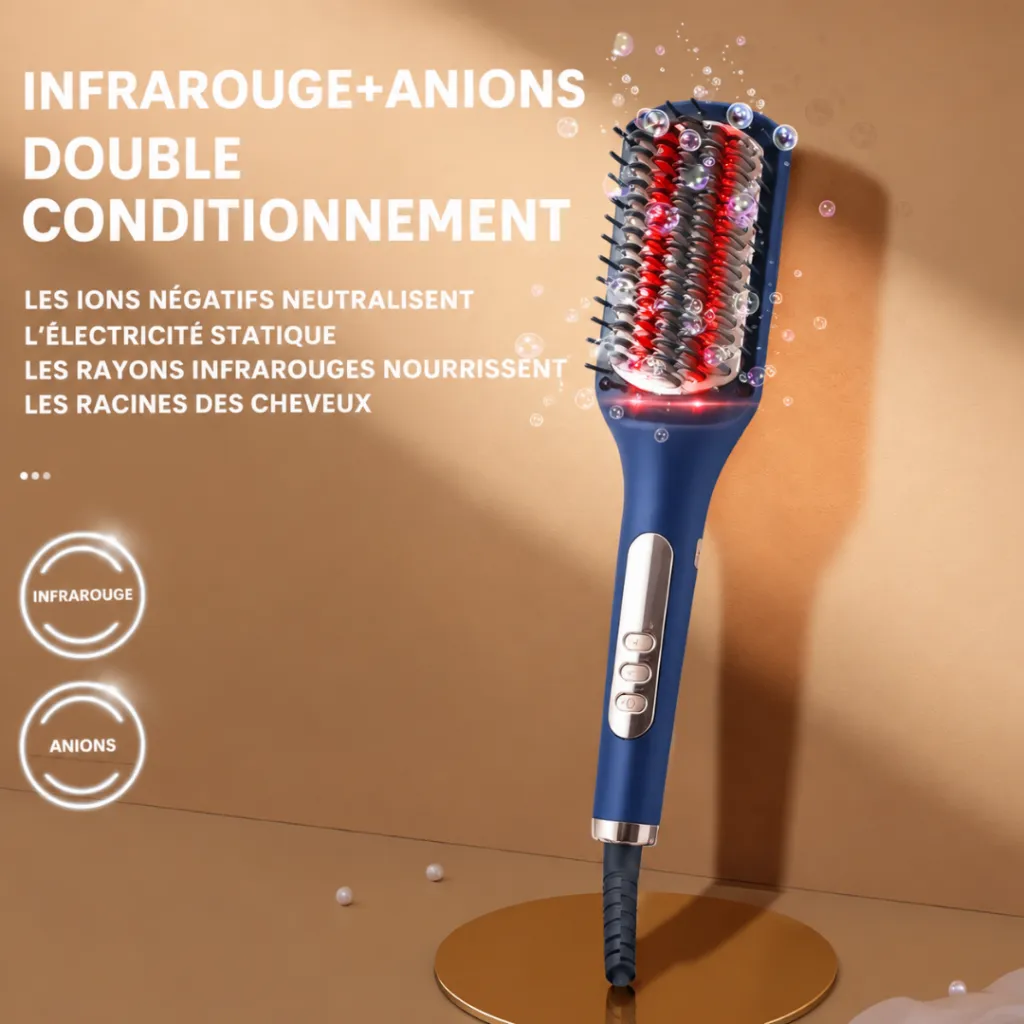 INFRAROUGE+ANIONS
DOUBLE
CONDITIONNEMENT
LES IONS NÉGATIFS NEUTRALISENT
L'ÉLECTRICITÉ STATIQUE
LES RAYONS INFRAROUGES NOURRISSENT
LES RACINES DES CHEVEUX
INFRAROUGE
ANIONS